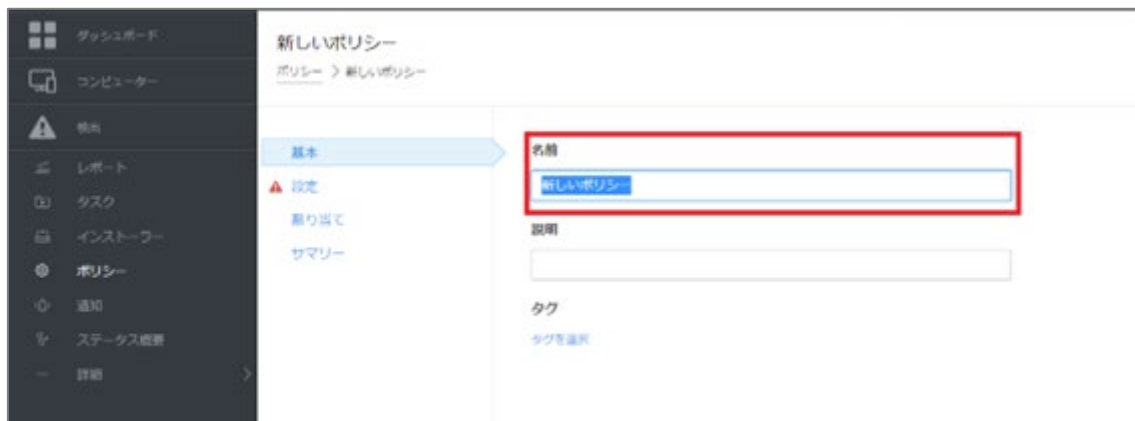 ダッシュボード
コンピューター
検出
レポート
タスク
インストーラー
ポリシー
通知
ステータス概要
詳細
新しいポリシー
ポリシー > 新しいポリシー
基本
設定
割り当て
サマリー
名前
新しいポリシー
説明
タグ
タグを選択